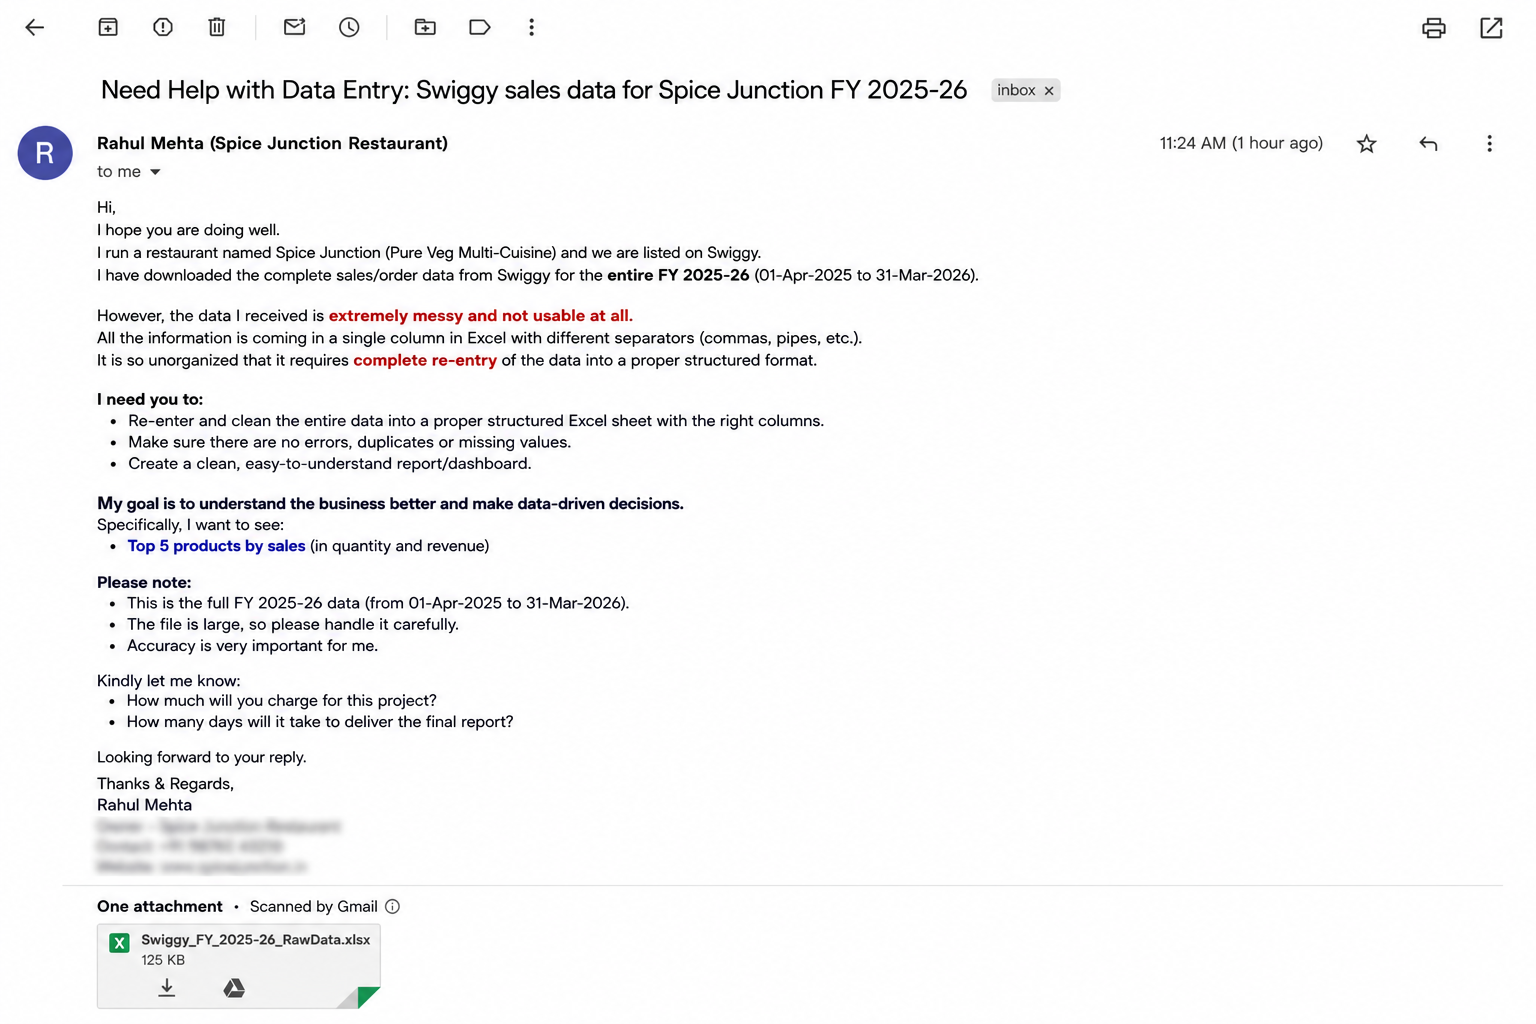 Need Help with Data Entry: Swiggy sales data for Spice Junction FY 2025-26 inbox ×
R
Rahul Mehta (Spice Junction Restaurant) 11:24 AM (1 hour ago)
to me
Hi,
I hope you are doing well.
I run a restaurant named Spice Junction (Pure Veg Multi-Cuisine) and we are listed on Swiggy.
I have downloaded the complete sales/order data from Swiggy for the entire FY 2025-26 (01-Apr-2025 to 31-Mar-2026).
However, the data I received is extremely messy and not usable at all.
All the information is coming in a single column in Excel with different separators (commas, pipes, etc.).
It is so unorganized that it requires complete re-entry of the data into a proper structured format.
I need you to:
• Re-enter and clean the entire data into a proper structured Excel sheet with the right columns.
• Make sure there are no errors, duplicates or missing values.
• Create a clean, easy-to-understand report/dashboard.
My goal is to understand the business better and make data-driven decisions.
Specifically, I want to see:
• Top 5 products by sales (in quantity and revenue)
Please note:
• This is the full FY 2025-26 data (from 01-Apr-2025 to 31-Mar-2026).
• The file is large, so please handle it carefully.
• Accuracy is very important for me.
Kindly let me know:
• How much will you charge for this project?
• How many days will it take to deliver the final report?
Looking forward to your reply.
Thanks & Regards,
Rahul Mehta
One attachment • Scanned by Gmail
X Swiggy_FY_2025-26_RawData.xlsx
125 KB